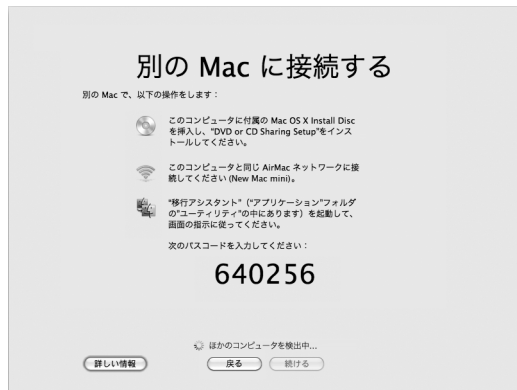 別の Mac に接続する
別の Mac で、以下の操作をします：
このコンピュータに付属の Mac OS X Install Disc
を挿入し、“DVD or CD Sharing Setup”をインス
トールしてください。
このコンピュータと同じ AirMac ネットワークに接
続してください (New Mac mini)。
“移行アシスタント”（“アプリケーション”フォルダ
の“ユーティリティ”の中にあります）を起動して、
画面の指示に従ってください。
次のパスコードを入力してください：
640256
ほかのコンピュータを検出中...
詳しい情報
戻る
続ける